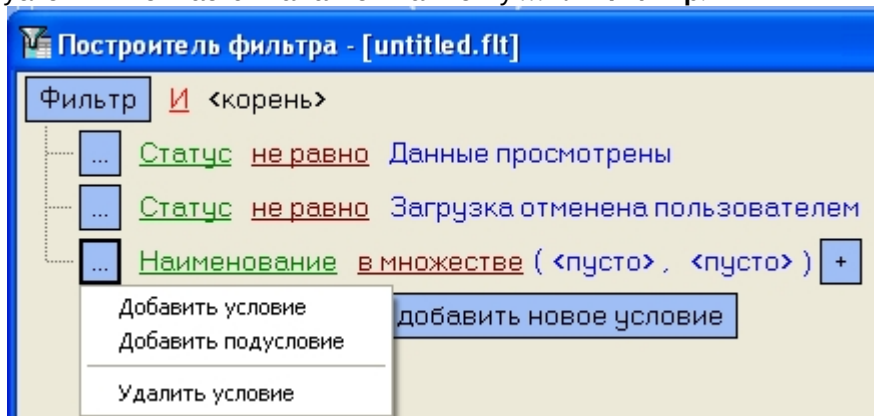 Построитель фильтра - [untitled.flt]
Фильтр И <корень>
... Статус не равно Данные просмотрены
... Статус не равно Загрузка отменена пользователем
... Наименование в множестве ( <пусто> , <пусто> ) +
добавить новое условие
Добавить условие
Добавить подусловие
Удалить условие